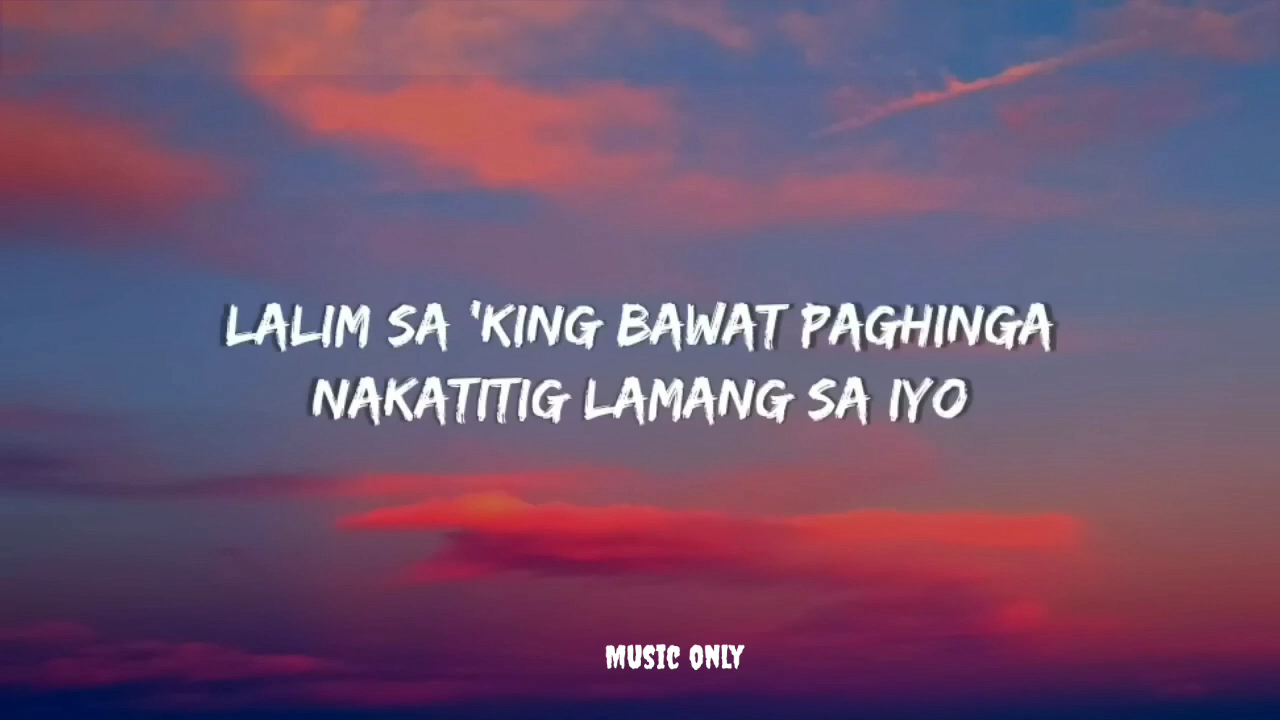 LALIM SA 'KING BAWAT PAGHINGA
NAKATITIG LAMANG SA IYO
MUSIC ONLY